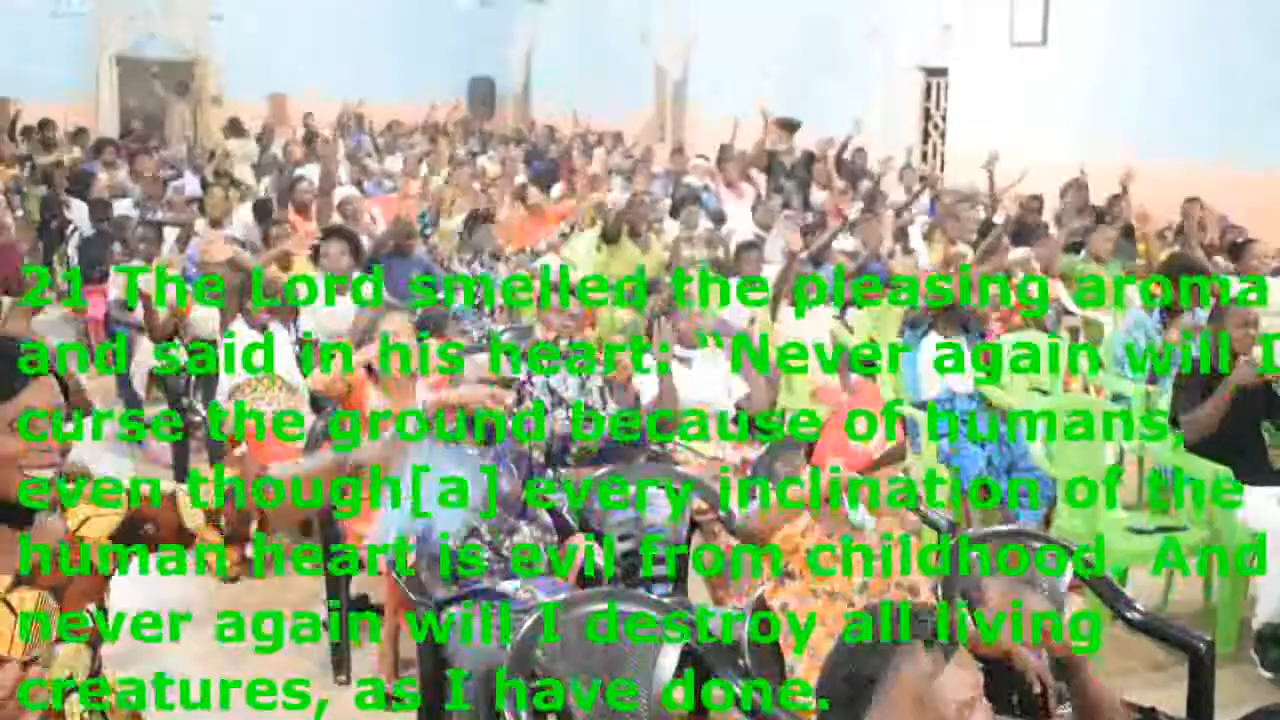 21 The Lord smelled the pleasing aroma
and said in his heart: “Never again will I
curse the ground because of humans,
even though[a] every inclination of the
human heart is evil from childhood. And
never again will I destroy all living
creatures, as I have done.